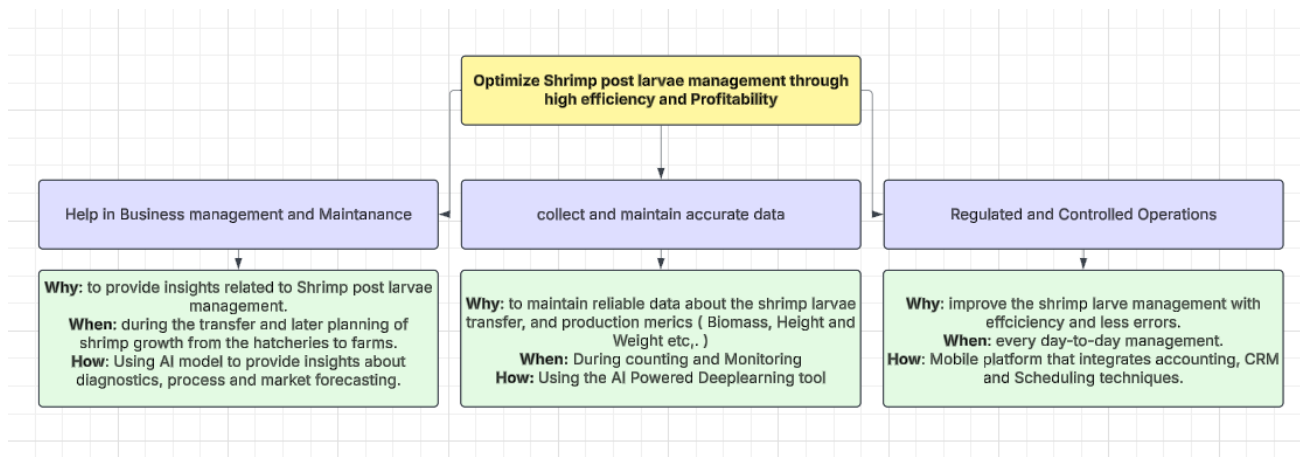 Optimize Shrimp post larvae management through
high efficiency and Profitability
Help in Business management and Maintanance
collect and maintain accurate data
Regulated and Controlled Operations
Why: to provide insights related to Shrimp post larvae
management.
When: during the transfer and later planning of
shrimp growth from the hatcheries to farms.
How: Using AI model to provide insights about
diagnostics, process and market forecasting.
Why: to maintain reliable data about the shrimp larvae
transfer, and production merics ( Biomass, Height and
Weight etc,. )
When: During counting and Monitoring
How: Using the AI Powered Deeplearning tool
Why: improve the shrimp larve management with
effciciency and less errors.
When: every day-to-day management.
How: Mobile platform that integrates accounting, CRM
and Scheduling techniques.